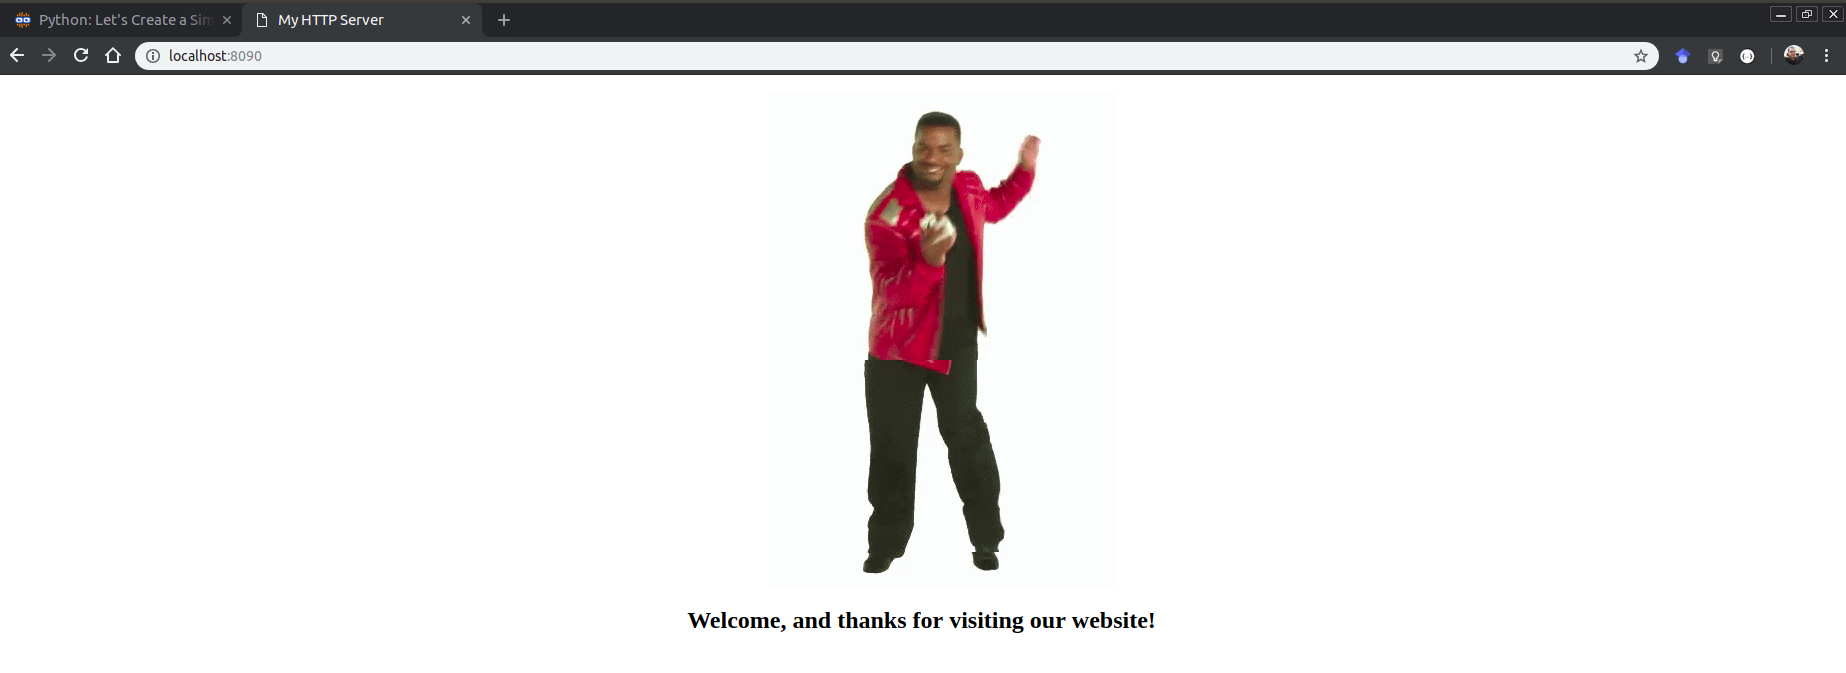 Python: Let's Create a Sim
My HTTP Server
localhost:8090
Welcome, and thanks for visiting our website!